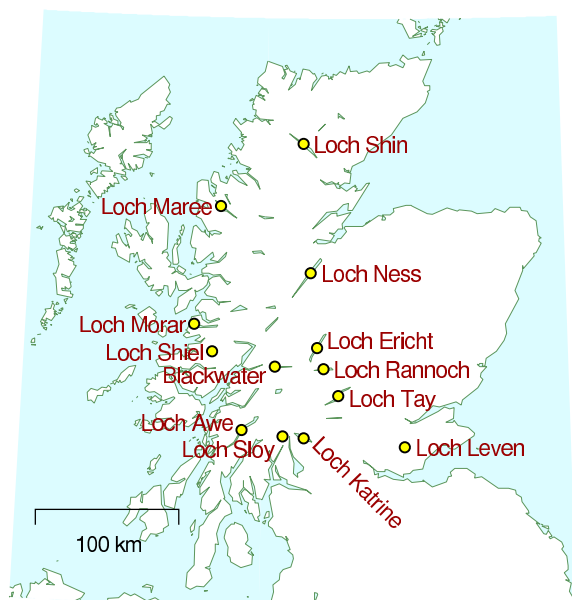 Loch Shin
Loch Maree
Loch Ness
Loch Morar
Loch Ericht
Loch Shiel
Loch Rannoch
Blackwater
Loch Tay
Loch Awe
Loch Sloy
Loch Leven
Loch Katrine
100 km